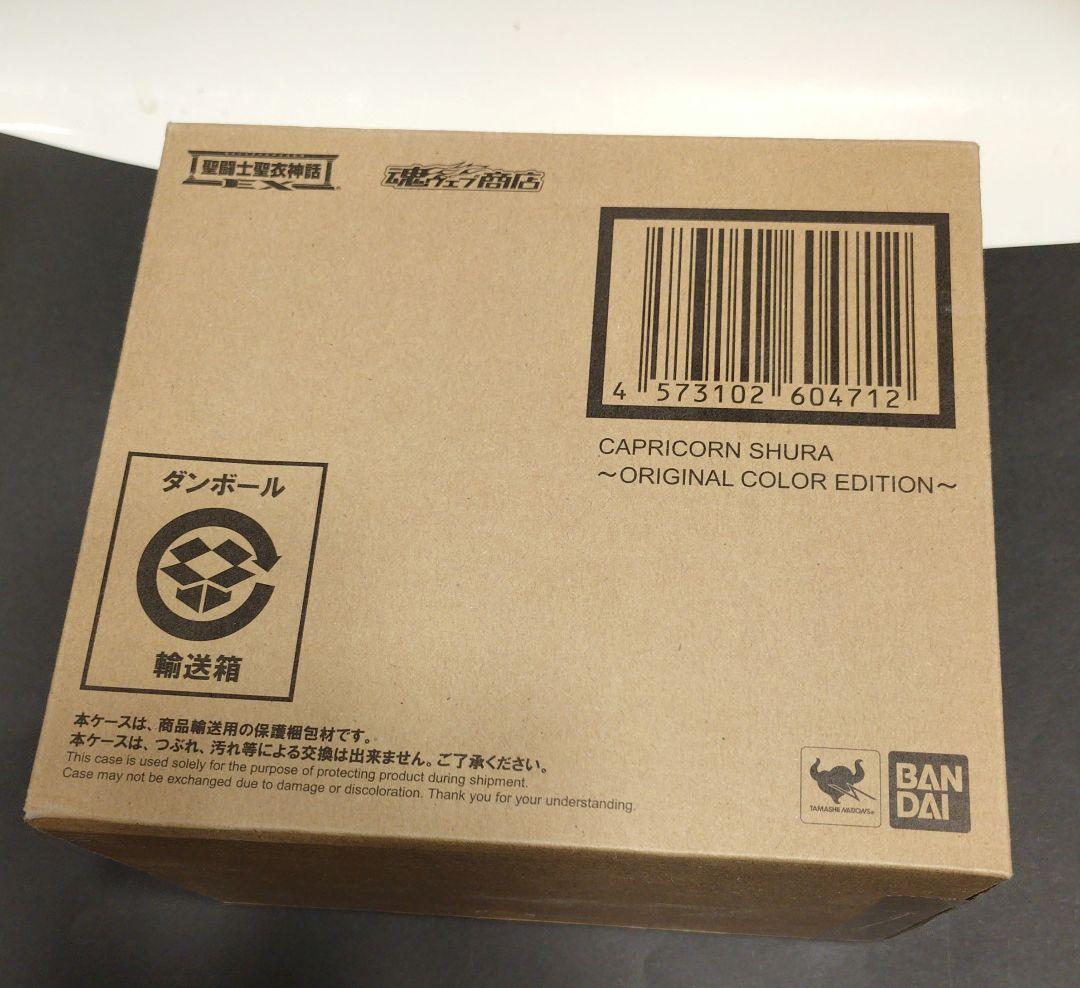 聖闘士聖衣神話
EX
魂ウェブ商店
4 573102 604712
CAPRICORN SHURA
～ORIGINAL COLOR EDITION～
ダンボール
輸送箱
本ケースは、商品輸送用の保護梱包材です。
本ケースは、つぶれ、汚れ等による交換は出来ません。ご了承ください。
This case is used solely for the purpose of protecting product during shipment.
Case may not be exchanged due to damage or discoloration. Thank you for your understanding.
TAMASHII NATIONS®
BAN
DAI